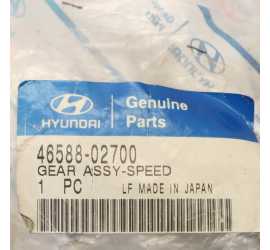 HYUNDAI
Genuine
Parts
46588-02700
GEAR ASSY-SPEED
1 PC LF MADE IN JAPAN